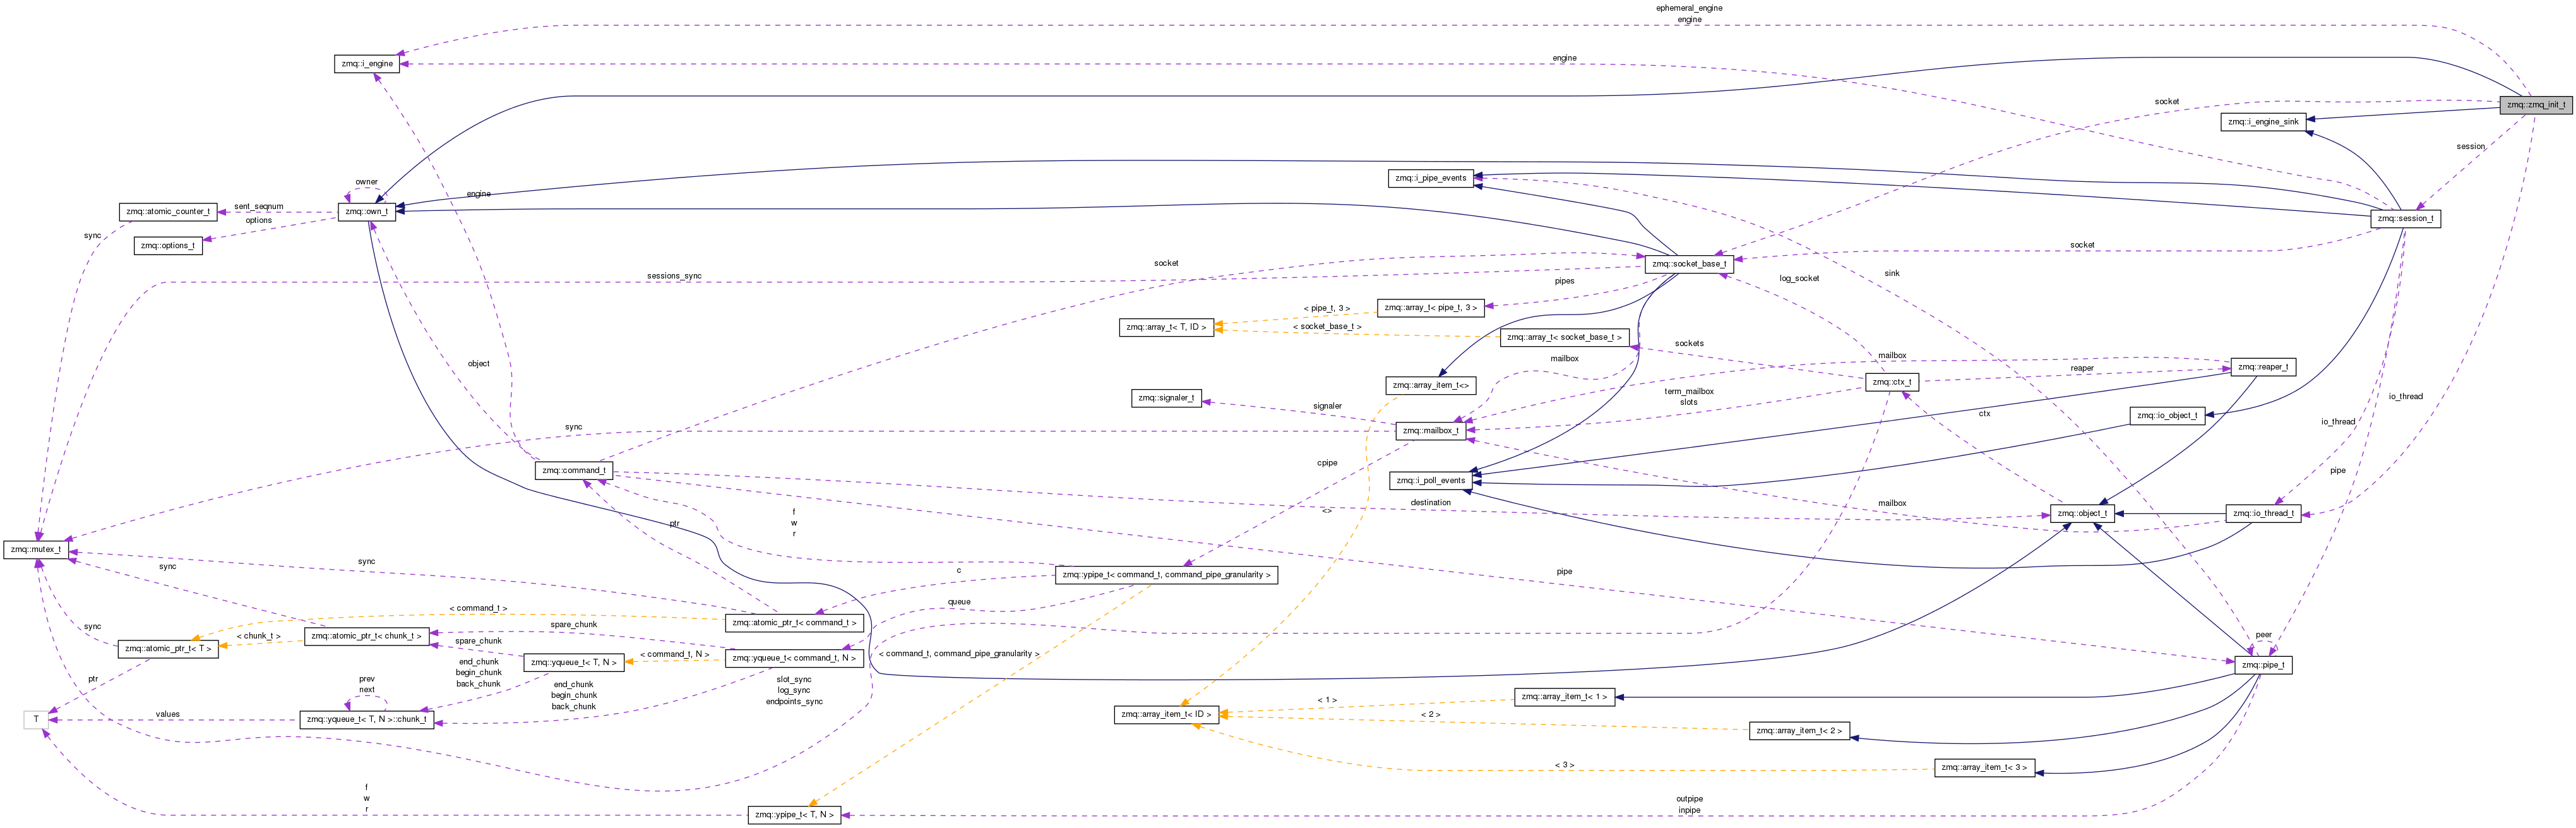 ephemeral_engine
engine
zmq::i_engine
engine
zmq::zmq_init_t
socket
zmq::i_engine_sink
session
zmq::i_pipe_events
owner
engine
zmq::atomic_counter_t
sent_seqnum
zmq::own_t
zmq::session_t
options
sync
zmq::options_t
socket
socket
zmq::socket_base_t
sessions_sync
log_socket
sink
pipes
< pipe_t, 3 >
zmq::array_t< pipe_t, 3 >
zmq::array_t< T, ID >
< socket_base_t >
zmq::array_t< socket_base_t >
sockets
mailbox
mailbox
object
reaper
zmq::reaper_t
zmq::array_item_t<>
zmq::ctx_t
term_mailbox
slots
zmq::signaler_t
signaler
io_thread
ctx
zmq::io_object_t
io_thread
sync
zmq::mailbox_t
cpipe
zmq::command_t
pipe
zmq::i_poll_events
destination
mailbox
<>
f
w
r
ptr
zmq::object_t
zmq::io_thread_t
zmq::mutex_t
sync
sync
c
zmq::ypipe_t< command_t, command_pipe_granularity >
pipe
queue
< command_t >
zmq::atomic_ptr_t< command_t >
sync
< chunk_t >
zmq::atomic_ptr_t< chunk_t >
spare_chunk
peer
zmq::atomic_ptr_t< T >
spare_chunk
zmq::yqueue_t< T, N >
< command_t, N >
zmq::yqueue_t< command_t, N >
< command_t, command_pipe_granularity >
zmq::pipe_t
end_chunk
begin_chunk
back_chunk
ptr
prev
next
end_chunk
begin_chunk
back_chunk
slot_sync
log_sync
endpoints_sync
< 1 >
zmq::array_item_t< 1 >
T
values
zmq::yqueue_t< T, N >::chunk_t
zmq::array_item_t< ID >
< 2 >
zmq::array_item_t< 2 >
< 3 >
zmq::array_item_t< 3 >
f
w
r
zmq::ypipe_t< T, N >
outpipe
inpipe